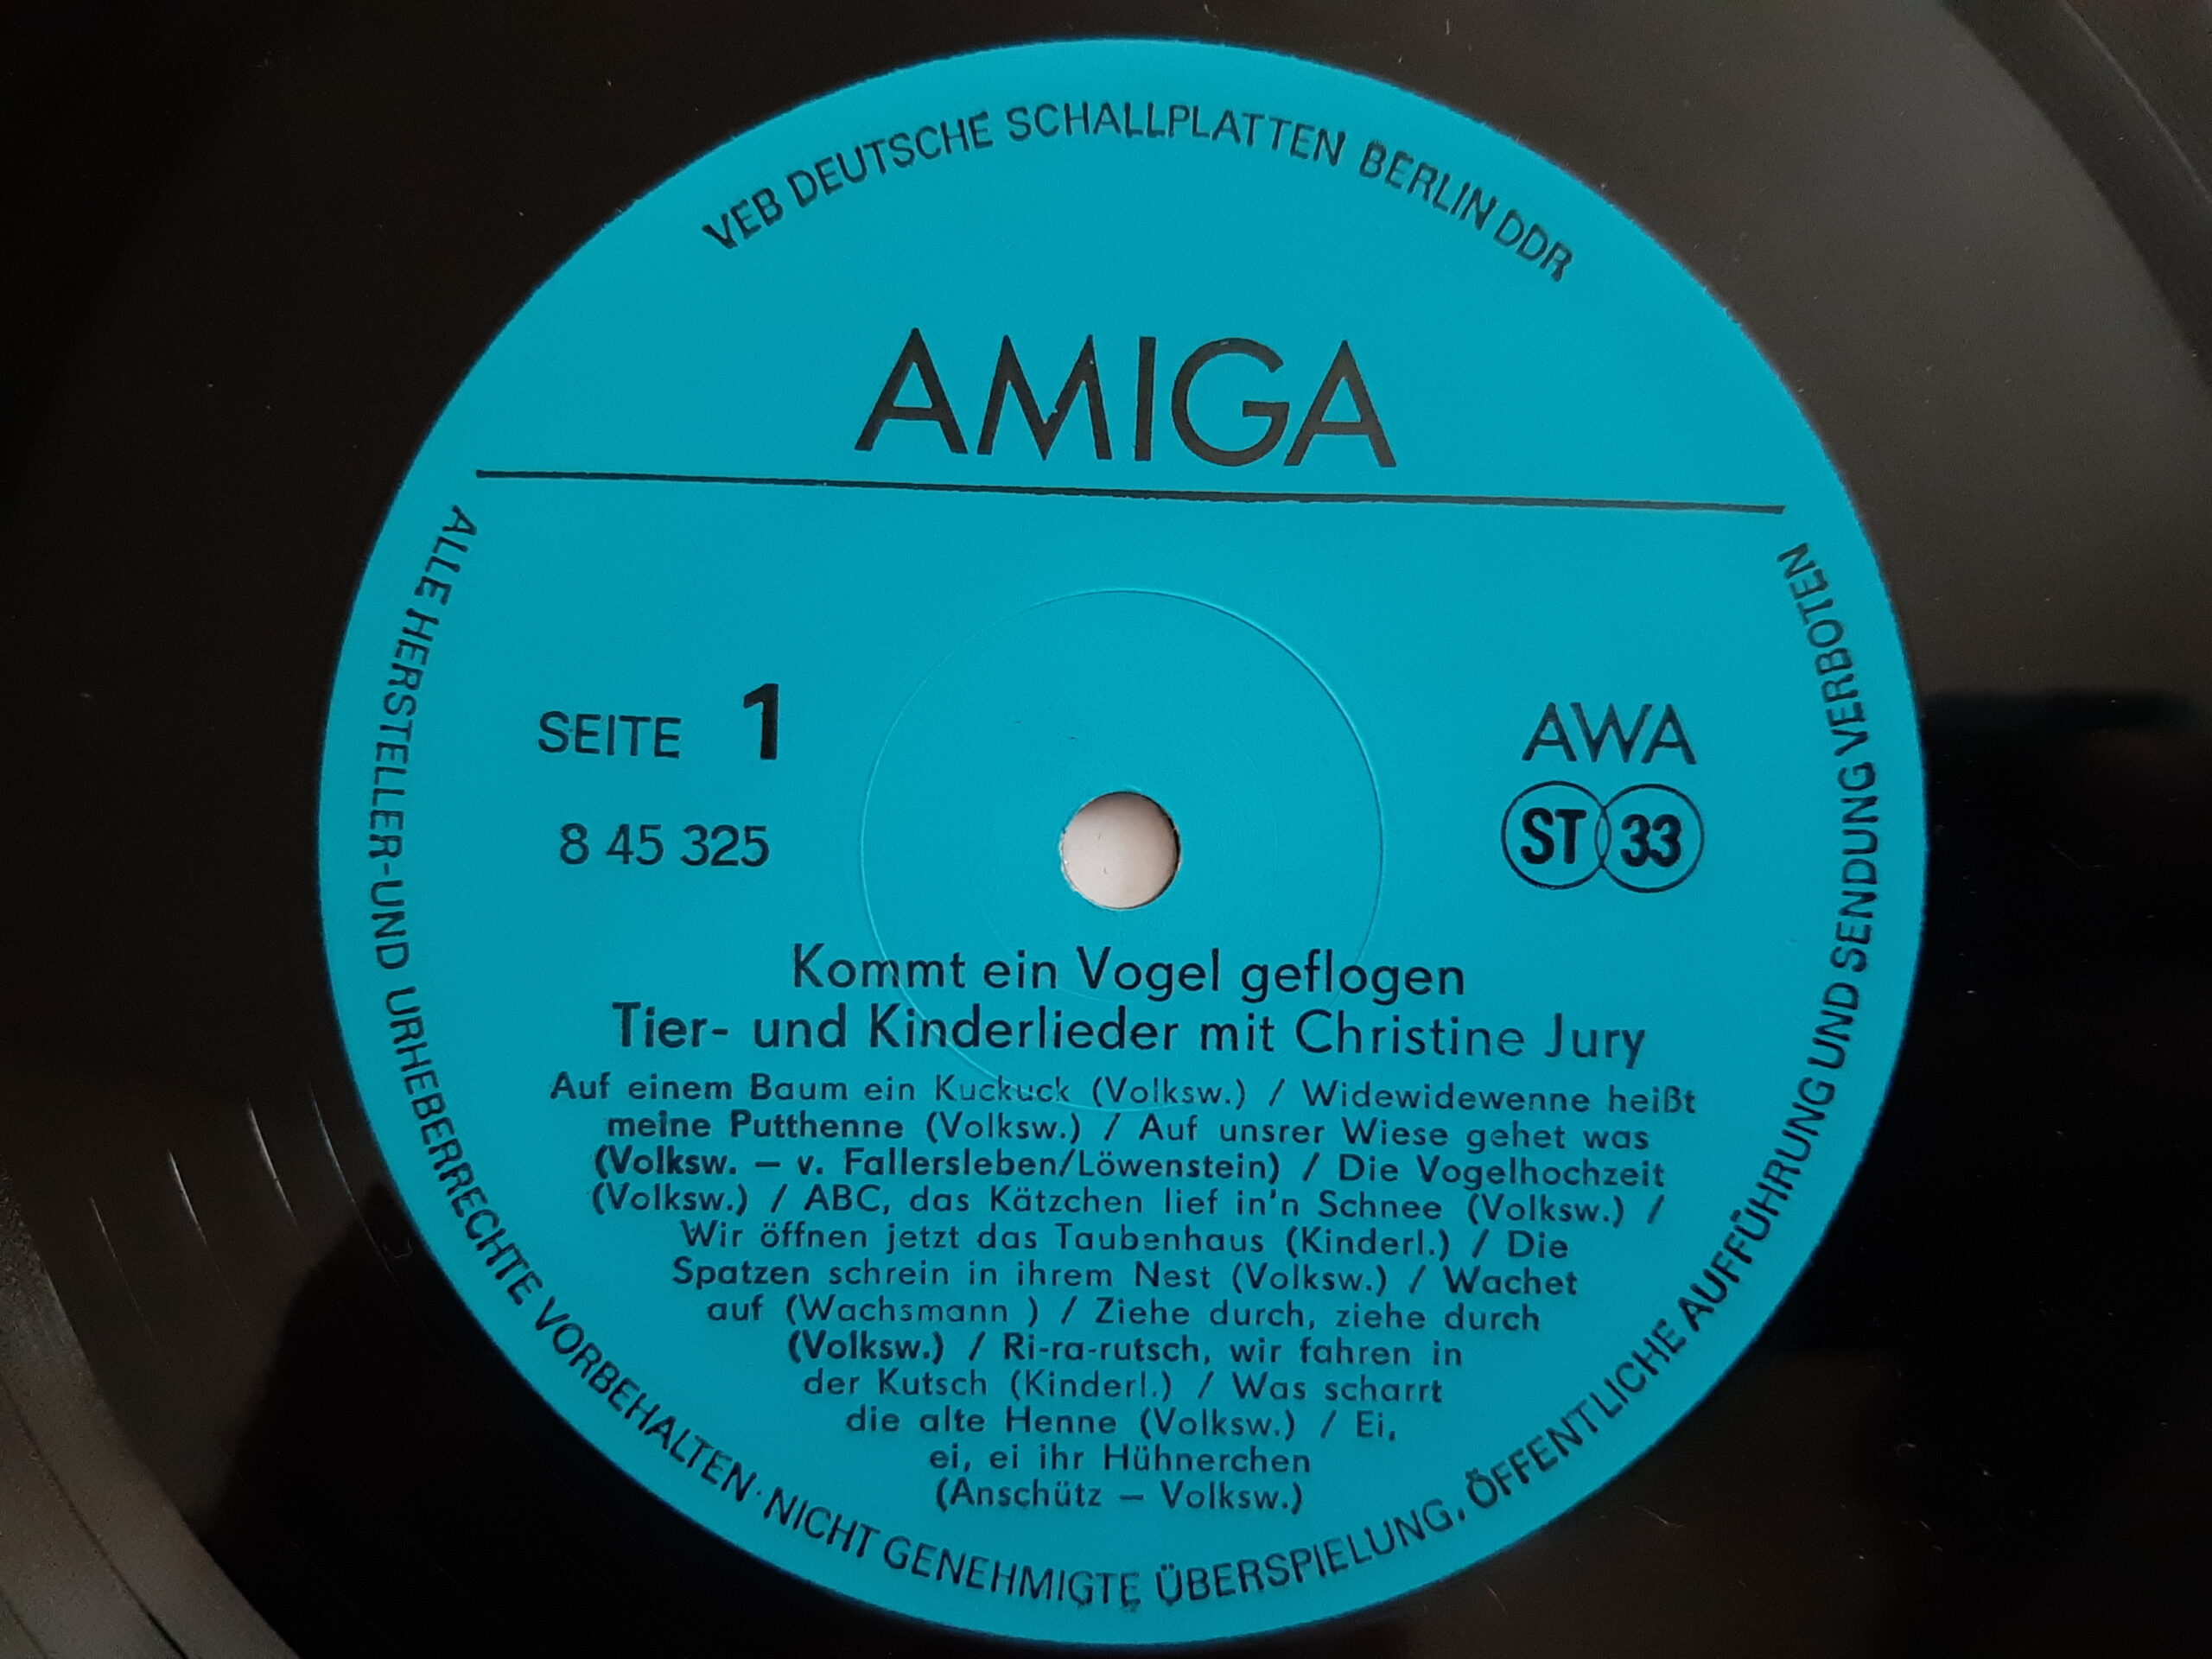 VEB DEUTSCHE SCHALLPLATTEN BERLIN DDR
AMIGA
SEITE 1
8 45 325
AWA
ST 33
Kommt ein Vogel geflogen
Tier- und Kinderlieder mit Christine Jury
Auf einem Baum ein Kuckuck (Volksw.) / Widewidewenne heißt
meine Putthenne (Volksw.) / Auf unsrer Wiese gehet was
(Volksw. – v. Fallersleben/Löwenstein) / Die Vogelhochzeit
(Volksw.) / ABC, das Kätzchen lief in'n Schnee (Volksw.) /
Wir öffnen jetzt das Taubenhaus (Kinderl.) / Die
Spatzen schrein in ihrem Nest (Volksw.) / Wachet
auf (Wachsmann ) / Ziehe durch, ziehe durch
(Volksw.) / Ri-ra-rutsch, wir fahren in
der Kutsch (Kinderl.) / Was scharrt
die alte Henne (Volksw.) / Ei,
ei, ei ihr Hühnerchen
(Anschütz – Volksw.)
ALLE HERSTELLER-UND URHEBERRECHTE VORBEHALTEN· NICHT GENEHMIGTE ÜBERSPIELUNG, ÖFFENTLICHE AUFFÜHRUNG UND SENDUNG VERBOTEN